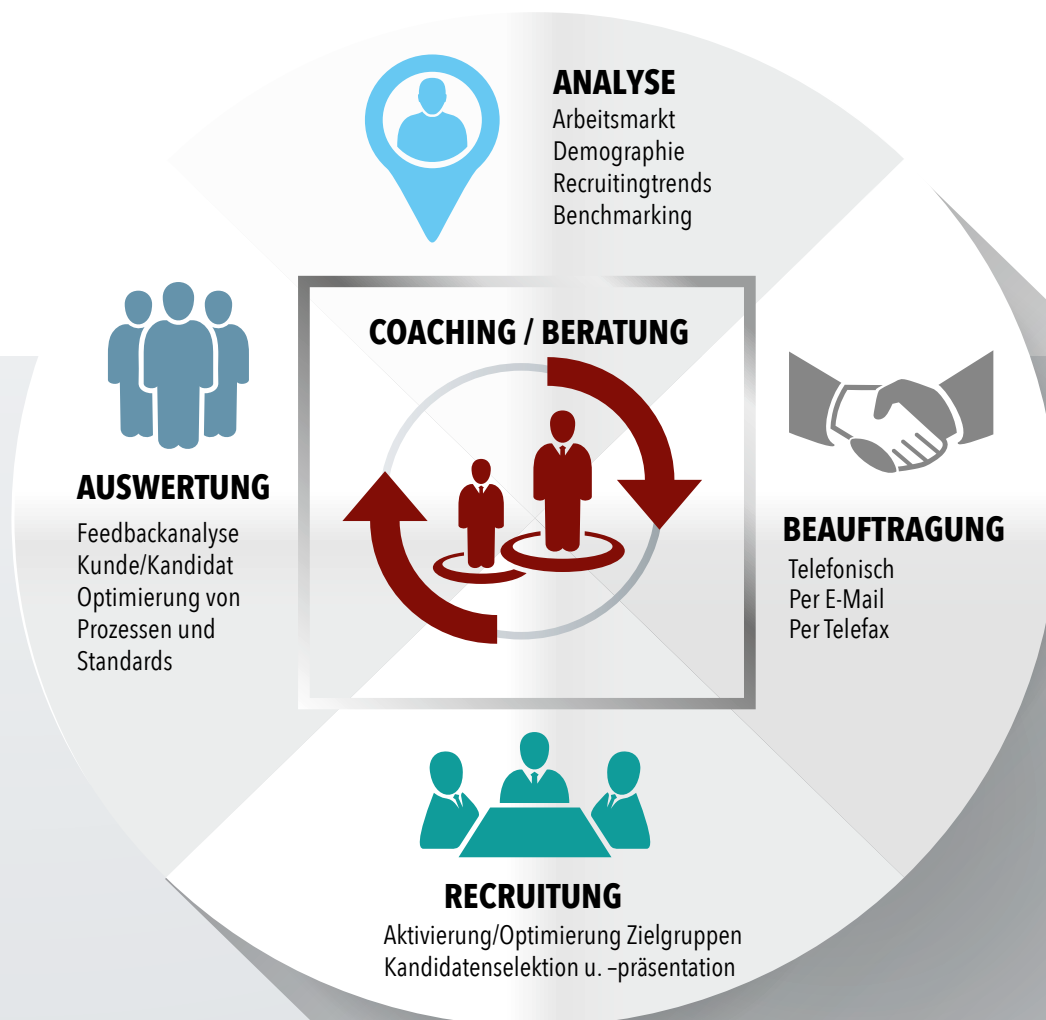 ANALYSE
Arbeitsmarkt
Demographie
Recruitingtrends
Benchmarking
COACHING / BERATUNG
AUSWERTUNG
Feedbackanalyse
Kunde/Kandidat
Optimierung von
Prozessen und
Standards
BEAUFTRAGUNG
Telefonisch
Per E-Mail
Per Telefax
RECRUITUNG
Aktivierung/Optimierung Zielgruppen
Kandidatenselektion u. –präsentation